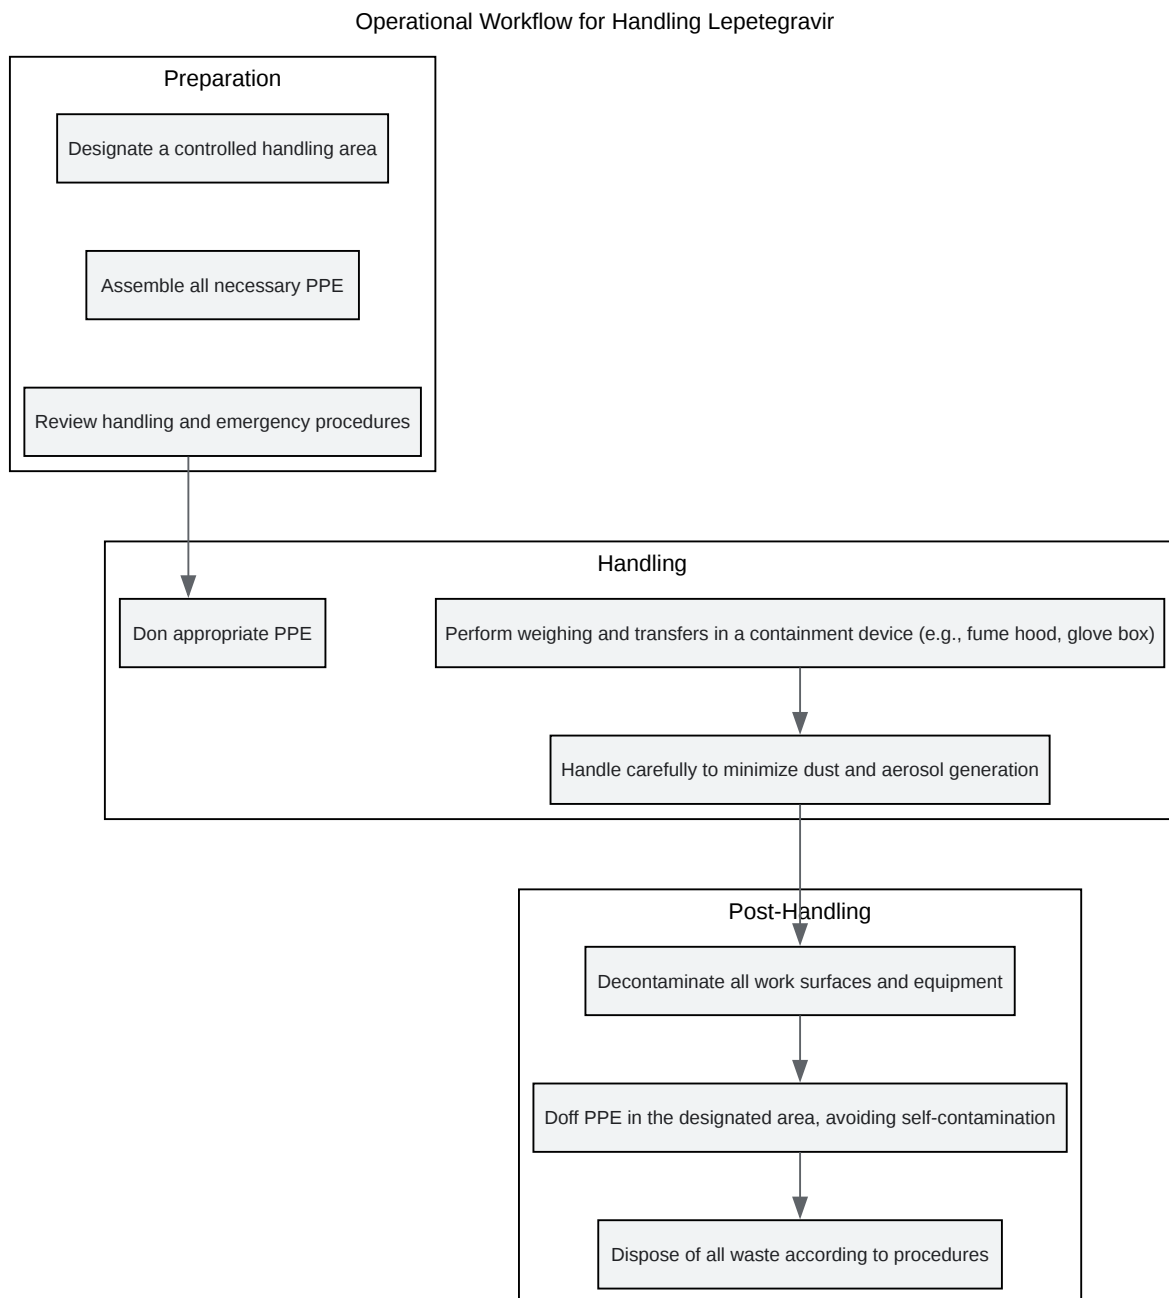 Operational Workflow for Handling Lepetegravir
Preparation
Designate a controlled handling area
Assemble all necessary PPE
Review handling and emergency procedures
Handling
Don appropriate PPE
Perform weighing and transfers in a containment device (e.g., fume hood, glove box)
Handle carefully to minimize dust and aerosol generation
Post-Handling
Decontaminate all work surfaces and equipment
Doff PPE in the designated area, avoiding self-contamination
Dispose of all waste according to procedures